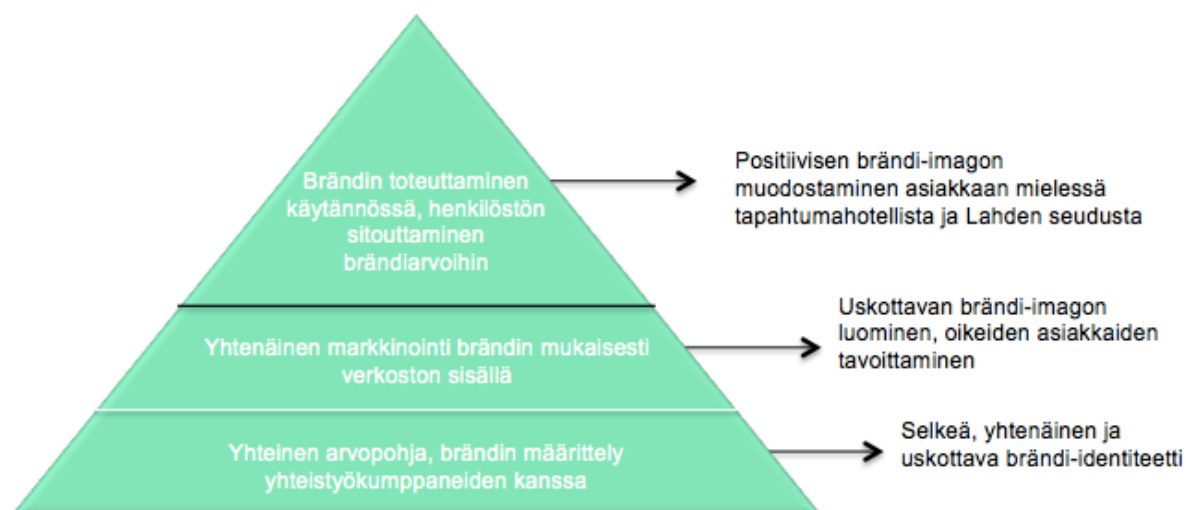 Brändin toteuttaminen
käytännössä, henkilöstön
sitouttaminen
brändiarvoihin
Positiivisen brändi-imagon
muodostaminen asiakkaan mielessä
tapahtumahotellista ja Lahden seudusta
Yhtenäinen markkinointi brändin mukaisesti
verkoston sisällä
Uskottavan brändi-imagon
luominen, oikeiden asiakkaiden
tavoittaminen
Yhteinen arvopohja, brändin määrittely
yhteistyökumppaneiden kanssa
Selkeä, yhtenäinen ja
uskottava brändi-identiteetti